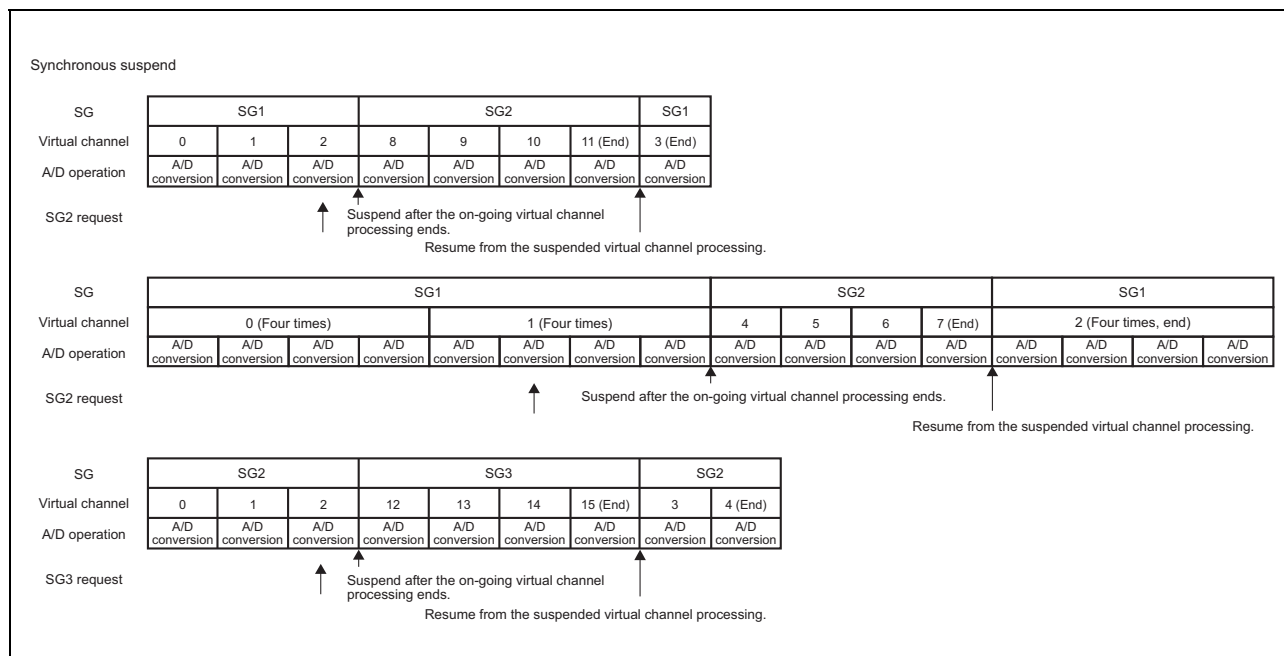 Synchronous suspend
SG SG1 SG2 SG1
Virtual channel 0 1 2 8 9 10 11 (End) 3 (End)
A/D operation A/D conversion A/D conversion A/D conversion A/D conversion A/D conversion A/D conversion A/D conversion A/D conversion
SG2 request Suspend after the on-going virtual channel
processing ends.
Resume from the suspended virtual channel processing.
SG SG1 SG2 SG1
Virtual channel 0 (Four times) 1 (Four times) 4 5 6 7 (End) 2 (Four times, end)
A/D operation A/D conversion A/D conversion A/D conversion A/D conversion A/D conversion A/D conversion A/D conversion A/D conversion A/D conversion A/D conversion A/D conversion A/D conversion A/D conversion A/D conversion A/D conversion A/D conversion
SG2 request Suspend after the on-going virtual channel processing ends.
Resume from the suspended virtual channel processing.
SG SG2 SG3 SG2
Virtual channel 0 1 2 12 13 14 15 (End) 3 4 (End)
A/D operation A/D conversion A/D conversion A/D conversion A/D conversion A/D conversion A/D conversion A/D conversion A/D conversion A/D conversion
SG3 request Suspend after the on-going virtual channel
processing ends.
Resume from the suspended virtual channel processing.